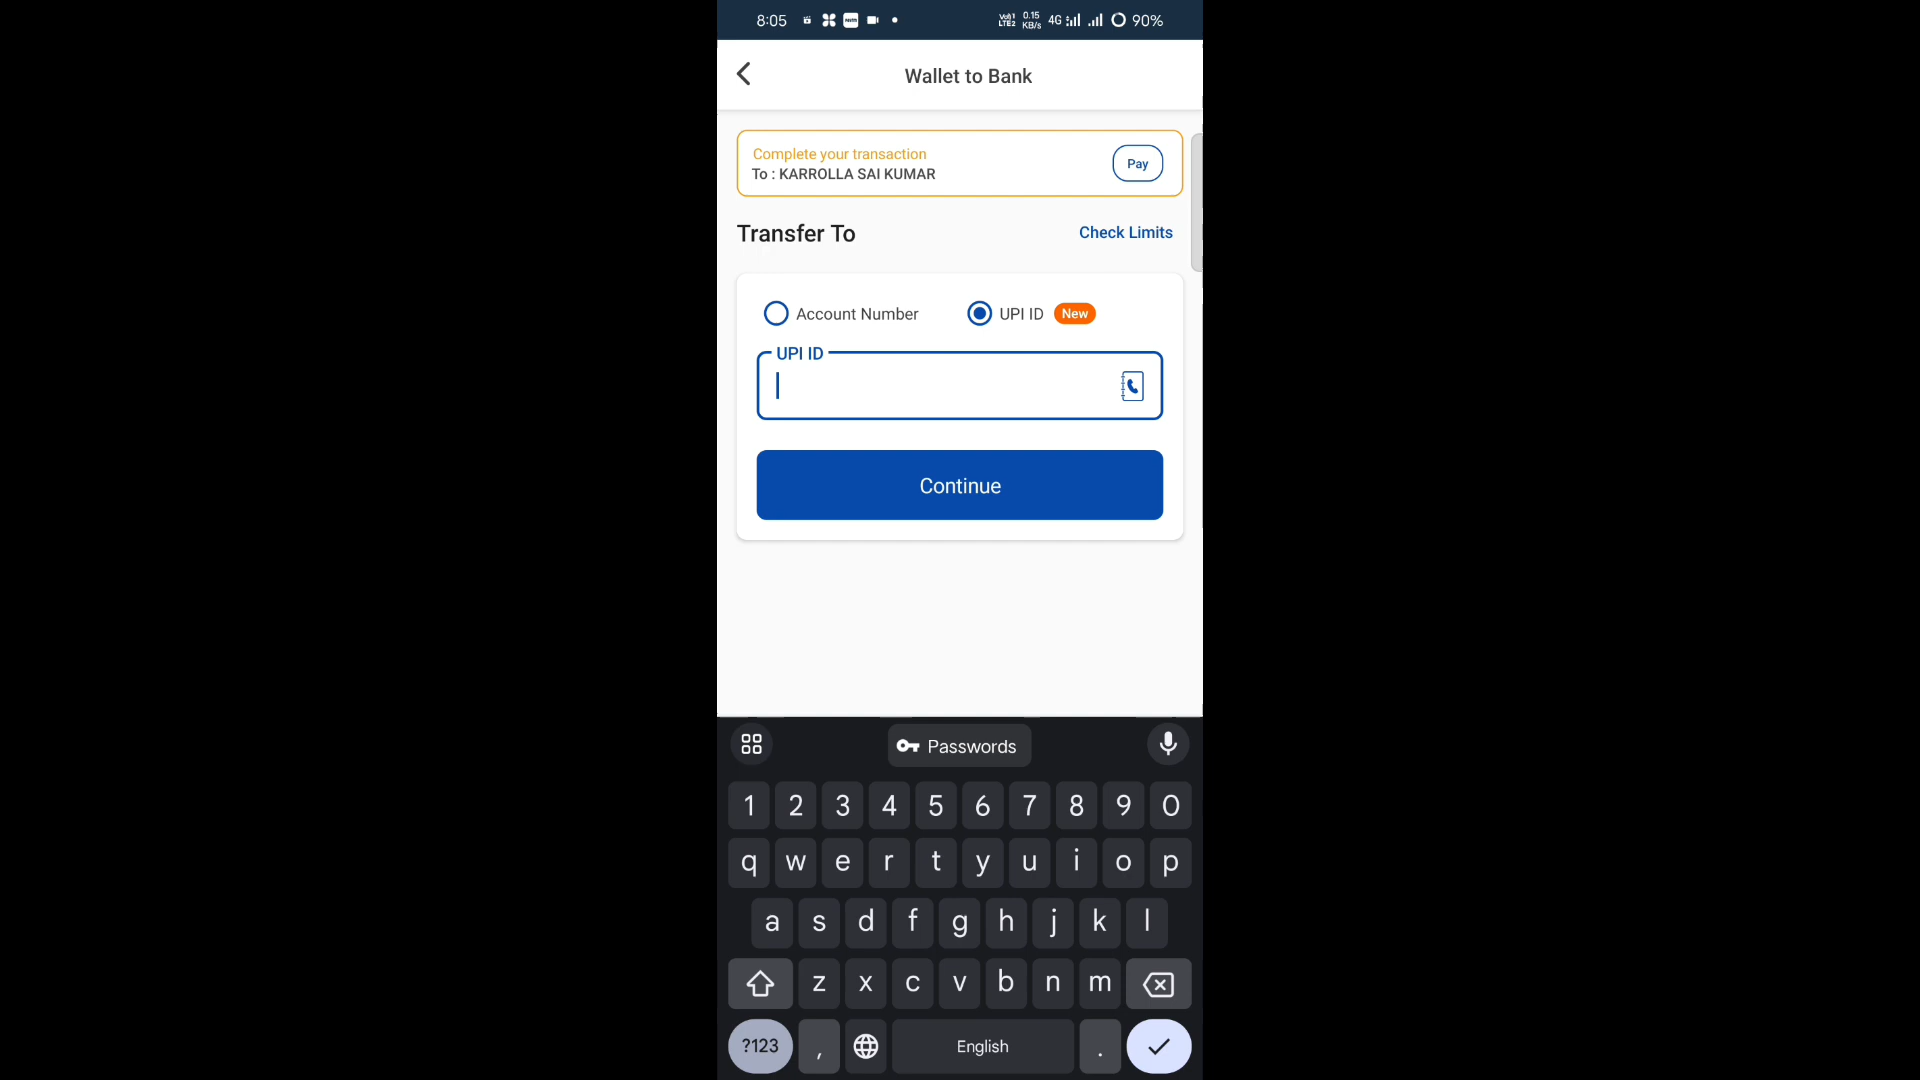 8:05
VoLTE1 LTE2 0.15 KB/s 4G 90%
Wallet to Bank
Complete your transaction
To : KARROLLA SAI KUMAR
Pay
Transfer To
Check Limits
Account Number
UPI ID
New
UPI ID
Continue
Passwords
1 2 3 4 5 6 7 8 9 0
q w e r t y u i o p
a s d f g h j k l
z x c v b n m
?123 , English .